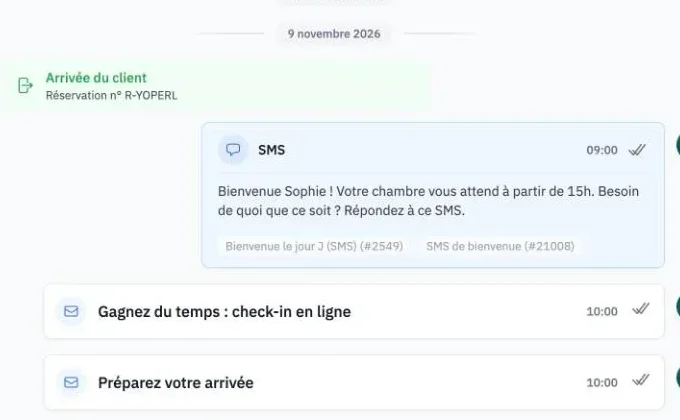 9 novembre 2026
Arrivée du client
Réservation n° R-YOPERL
SMS
09:00
Bienvenue Sophie ! Votre chambre vous attend à partir de 15h. Besoin
de quoi que ce soit ? Répondez à ce SMS.
Bienvenue le jour J (SMS) (#2549) SMS de bienvenue (#21008)
Gagnez du temps : check-in en ligne
10:00
Préparez votre arrivée
10:00